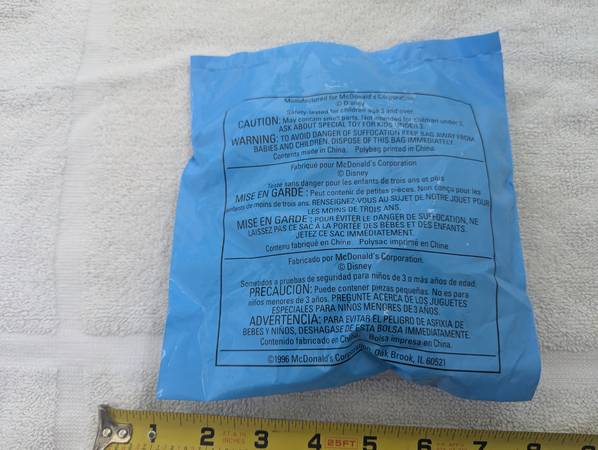 Manufactured for McDonald's Corporation
© Disney
Safety-tested for children age 3 and over.
CAUTION: May contain small parts. Not intended for children under 3.
ASK ABOUT SPECIAL TOY FOR KIDS UNDER 3.
WARNING: TO AVOID DANGER OF SUFFOCATION KEEP BAG AWAY FROM
BABIES AND CHILDREN. DISPOSE OF THIS BAG IMMEDIATELY.
Contents made in China. Polybag printed in China.
Fabriqué pour McDonald's Corporation
© Disney
Testé sans danger pour les enfants de trois ans et plus
MISE EN GARDE : Peut contenir de petites pièces. Non conçu pour les
enfants de moins de trois ans. RENSEIGNEZ-VOUS AU SUJET DE NOTRE JOUET POUR
LES MOINS DE TROIS ANS.
MISE EN GARDE : POUR ÉVITER LE DANGER DE SUFFOCATION, NE
LAISSEZ PAS CE SAC À LA PORTÉE DES BÉBÉS ET DES ENFANTS.
JETEZ CE SAC IMMÉDIATEMENT.
Contenu fabriqué en Chine Polysac imprimé en Chine
Fabricado por McDonald's Corporation.
© Disney
Sometidos a pruebas de seguridad para niños de 3 o más años de edad.
PRECAUCION: Puede contener piezas pequeñas. No es para
niños menores de 3 años. PREGUNTE ACERCA DE LOS JUGUETES
ESPECIALES PARA NIÑOS MENORES DE 3 AÑOS.
ADVERTENCIA: PARA EVITAR EL PELIGRO DE ASFIXIA DE
BEBES Y NIÑOS, DESHAGASE DE ESTA BOLSA IMMEDIATAMENTE.
Contenido fabricado en China. Bolsa impresa en China.
©1996 McDonald's Corporation, Oak Brook, IL 60521
1 2 3 4 25FT 5 6 7 8 9